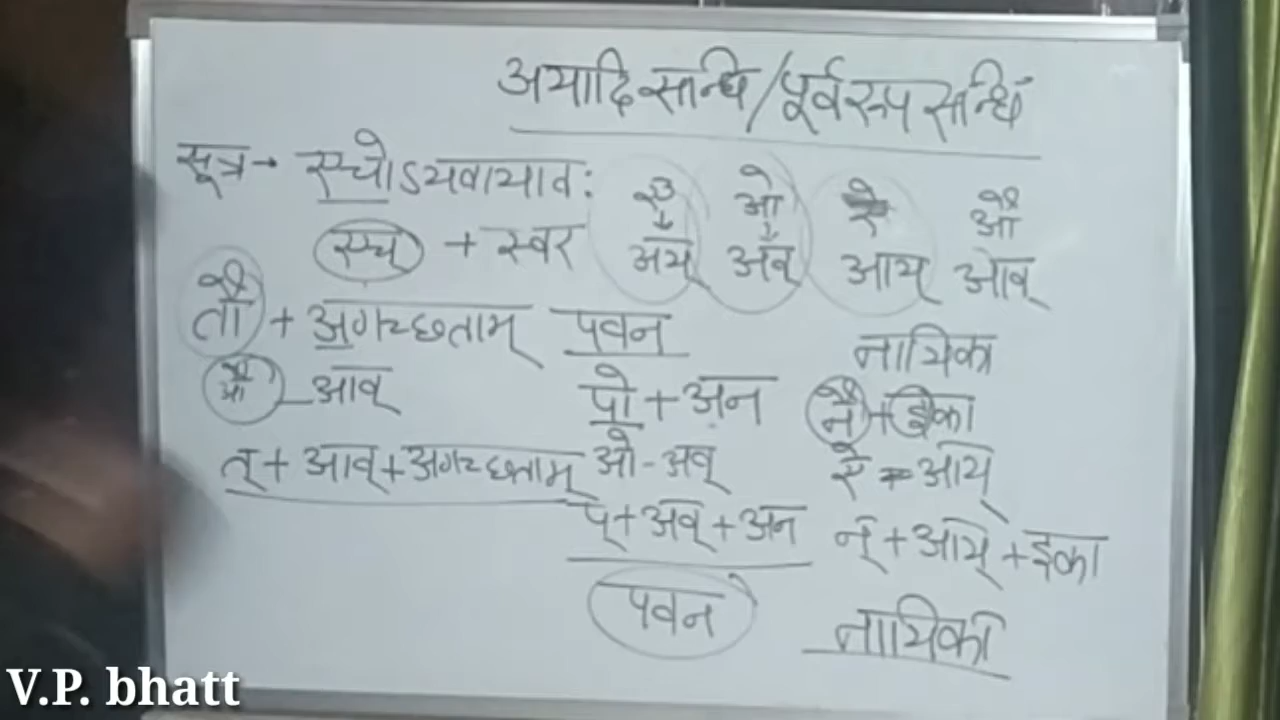 अयादि सन्धि/पूर्वरुप सन्धि
सूत्र → एचोऽयवायाव:
एच् + स्वर
ए ओ ऐ औ
अय् अव् आय् आव्
तौ + अगच्छताम्
औ - आव्
त् + आव् + अगच्छताम्
पवन
पो + अन
ओ - अव्
प् + अव् + अन
पवन
नायिका
नै + इका
ऐ = आय्
न् + आय् + इका
नायिका
V.P. bhatt